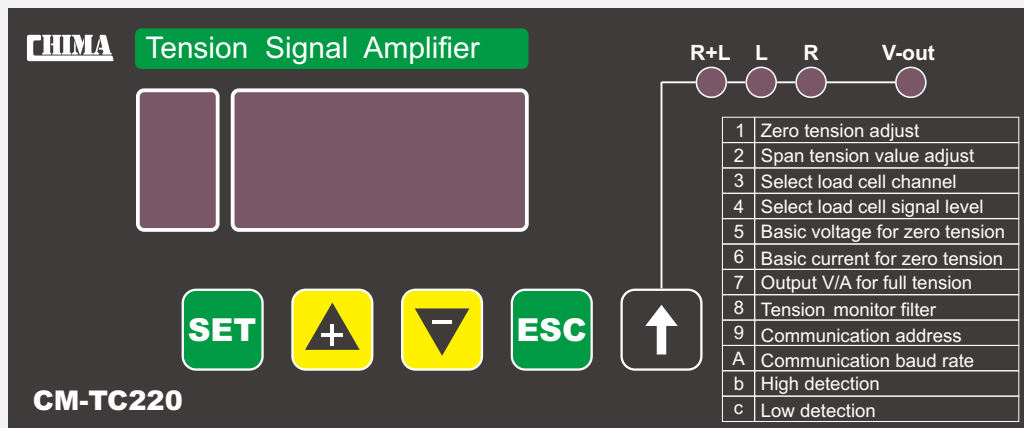 CHIMA Tension Signal Amplifier
R+L L R V-out
1 Zero tension adjust
2 Span tension value adjust
3 Select load cell channel
4 Select load cell signal level
5 Basic voltage for zero tension
6 Basic current for zero tension
7 Output V/A for full tension
8 Tension monitor filter
9 Communication address
A Communication baud rate
b High detection
c Low detection
SET + − ESC
CM-TC220